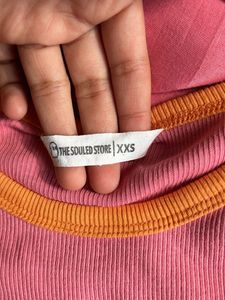 THE SOULED STORE | XXS